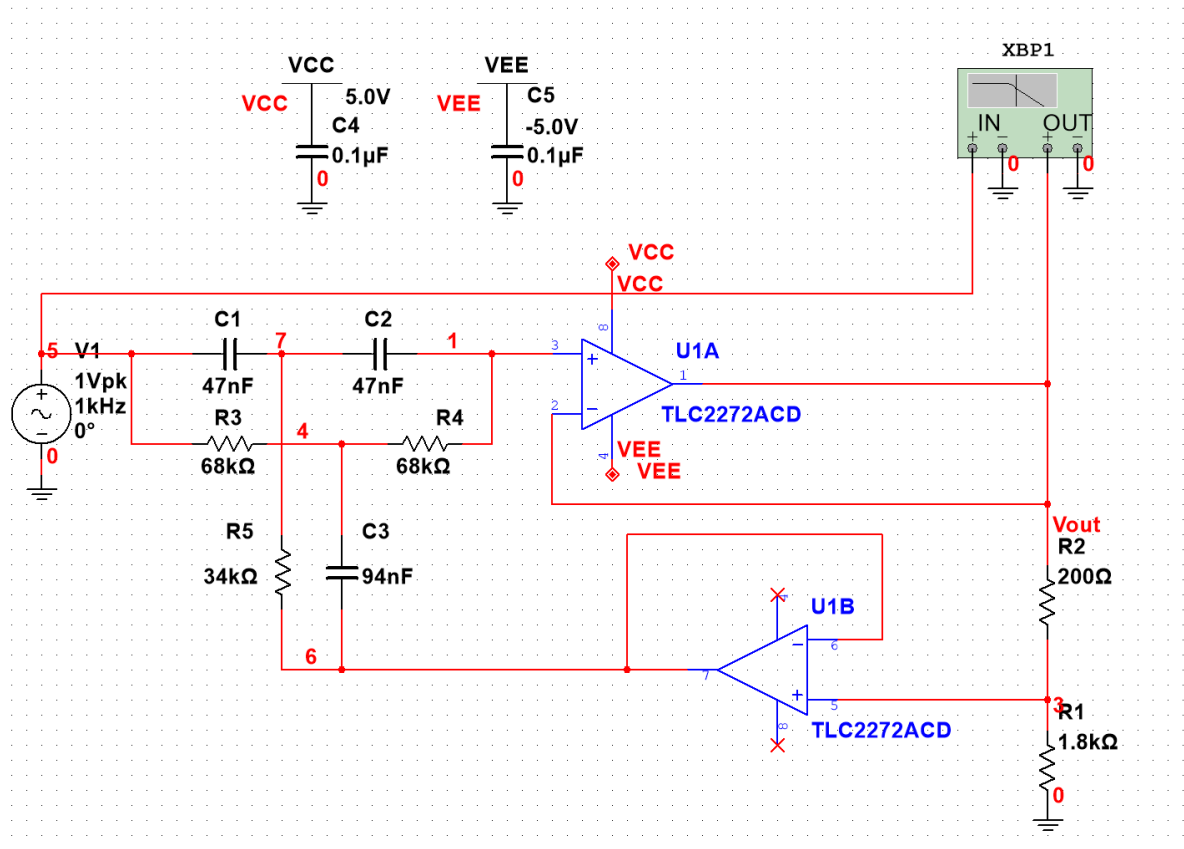 XBP1
VCC
VEE
VCC
5.0V
VEE
C5
C4
-5.0V
0.1µF
0.1µF
IN
OUT
+
−
+
−
0
0
0
0
VCC
VCC
8
C1
C2
7
1
5
V1
3
+
U1A
1
1Vpk
47nF
47nF
1kHz
2
−
TLC2272ACD
0°
R3
R4
4
VEE
4
0
68kΩ
68kΩ
VEE
Vout
R5
C3
R2
34kΩ
94nF
200Ω
4
U1B
−
6
6
7
+
5
3
R1
8
TLC2272ACD
1.8kΩ
0